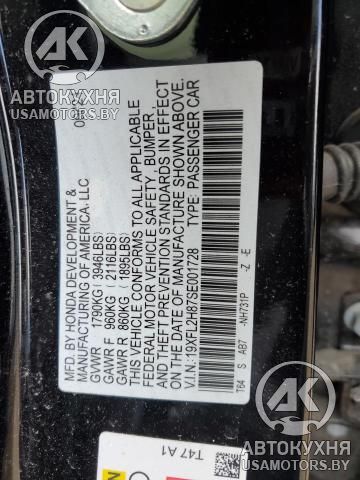 MFD. BY HONDA DEVELOPMENT &
MANUFACTURING OF AMERICA, LLC
GVWR 1790KG( 3946LBS)
GAWR F 960KG( 2116LBS)
GAWR R 860KG( 1895LBS)
THIS VEHICLE CONFORMS TO ALL APPLICABLE
FEDERAL MOTOR VEHICLE SAFETY, BUMPER,
AND THEFT PREVENTION STANDARDS IN EFFECT
ON THE DATE OF MANUFACTURE SHOWN ABOVE.
V.I.N.:19XFL2H87SE001728 TYPE: PASSENGER CAR
T64 S AB7 -NH731P -Z -E
T47 A1
АВТОКУХНЯ
USAMOTORS.BY
АВТОКУХНЯ
USAMOTORS.BY